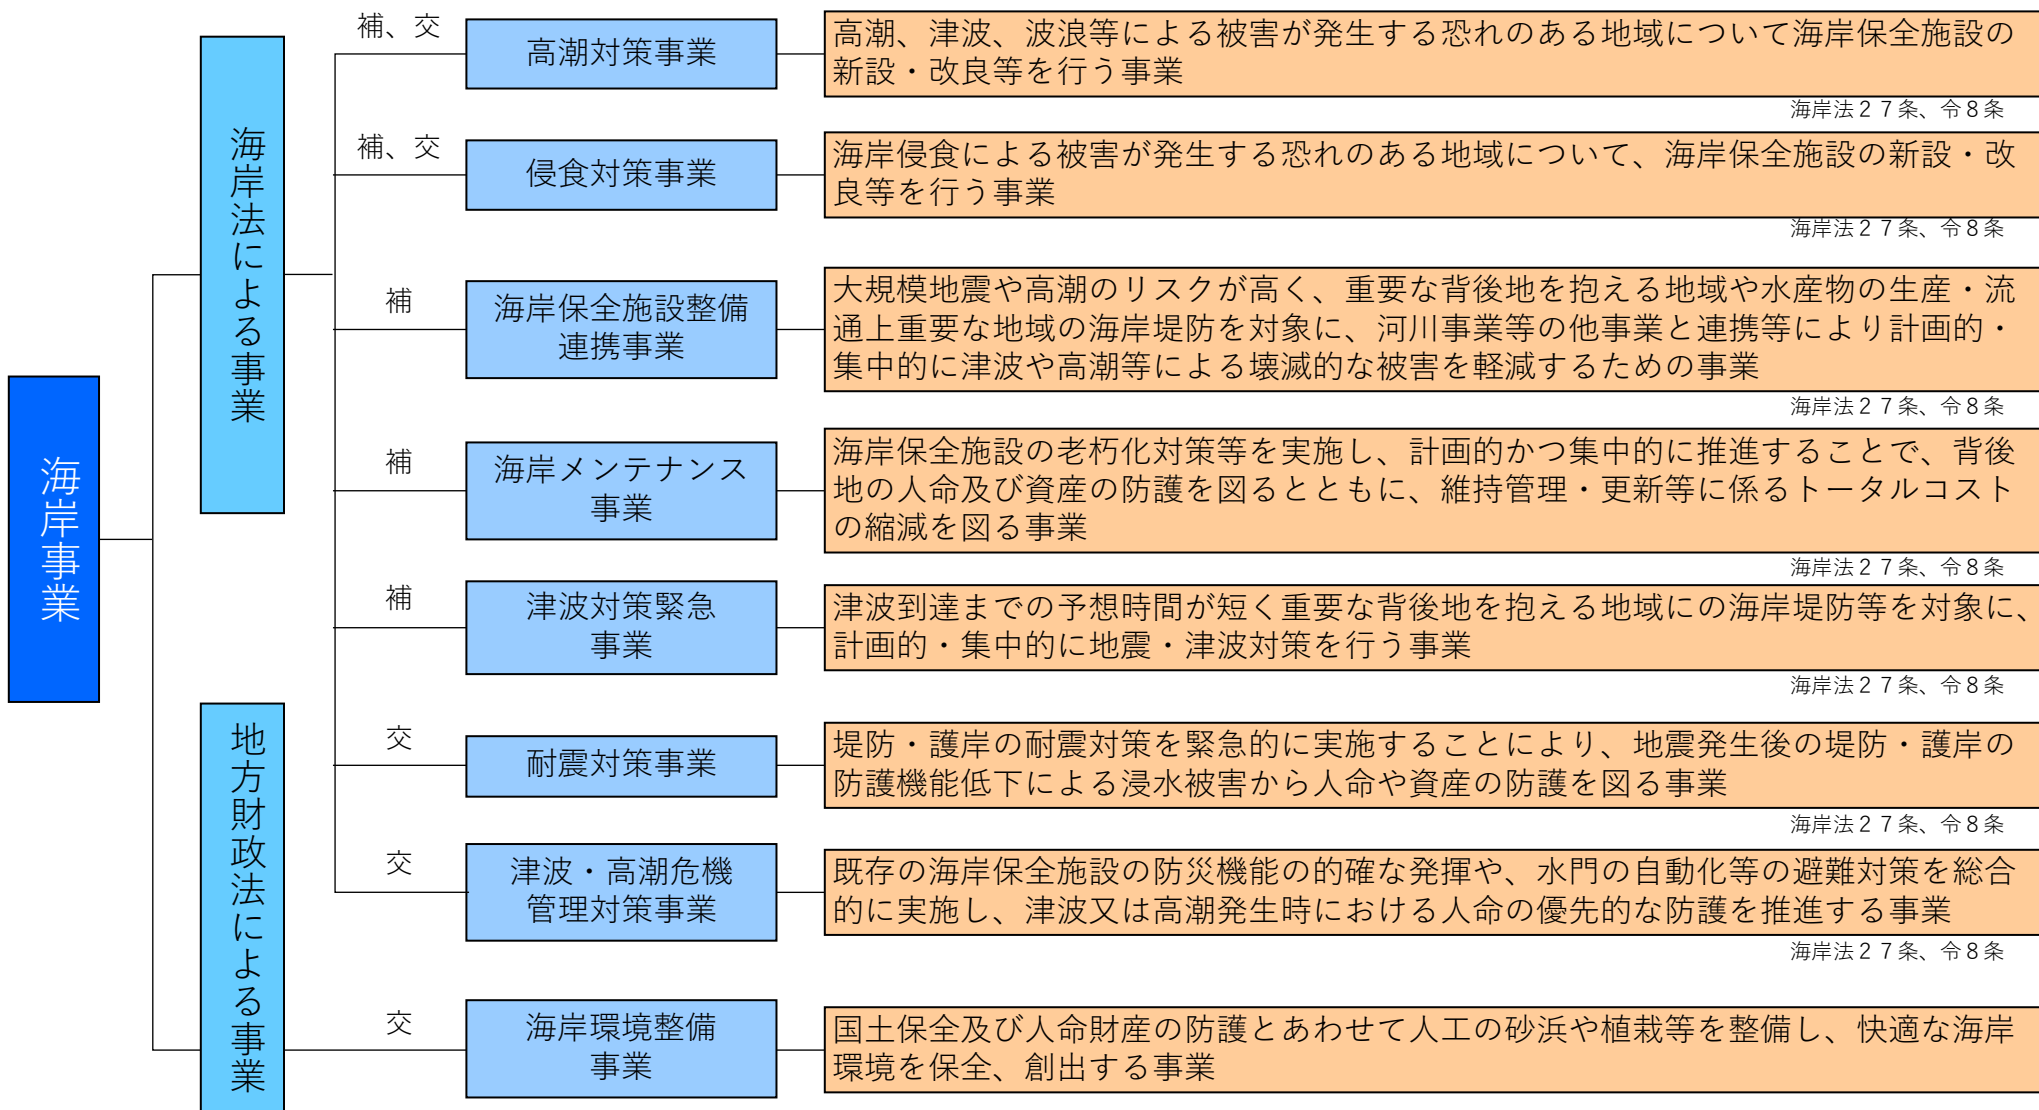 海岸事業
海岸法による事業
補、交
高潮対策事業
高潮、津波、波浪等による被害が発生する恐れのある地域について海岸保全施設の
新設・改良等を行う事業
海岸法２７条、令８条
補、交
侵食対策事業
海岸侵食による被害が発生する恐れのある地域について、海岸保全施設の新設・改
良等を行う事業
海岸法２７条、令８条
補
海岸保全施設整備
連携事業
大規模地震や高潮のリスクが高く、重要な背後地を抱える地域や水産物の生産・流
通上重要な地域の海岸堤防を対象に、河川事業等の他事業と連携等により計画的・
集中的に津波や高潮等による壊滅的な被害を軽減するための事業
海岸法２７条、令８条
補
海岸メンテナンス
事業
海岸保全施設の老朽化対策等を実施し、計画的かつ集中的に推進することで、背後
地の人命及び資産の防護を図るとともに、維持管理・更新等に係るトータルコスト
の縮減を図る事業
海岸法２７条、令８条
補
津波対策緊急
事業
津波到達までの予想時間が短く重要な背後地を抱える地域にの海岸堤防等を対象に、
計画的・集中的に地震・津波対策を行う事業
海岸法２７条、令８条
交
耐震対策事業
堤防・護岸の耐震対策を緊急的に実施することにより、地震発生後の堤防・護岸の
防護機能低下による浸水被害から人命や資産の防護を図る事業
海岸法２７条、令８条
交
津波・高潮危機
管理対策事業
既存の海岸保全施設の防災機能の的確な発揮や、水門の自動化等の避難対策を総合
的に実施し、津波又は高潮発生時における人命の優先的な防護を推進する事業
海岸法２７条、令８条
地方財政法による事業
交
海岸環境整備
事業
国土保全及び人命財産の防護とあわせて人工の砂浜や植栽等を整備し、快適な海岸
環境を保全、創出する事業